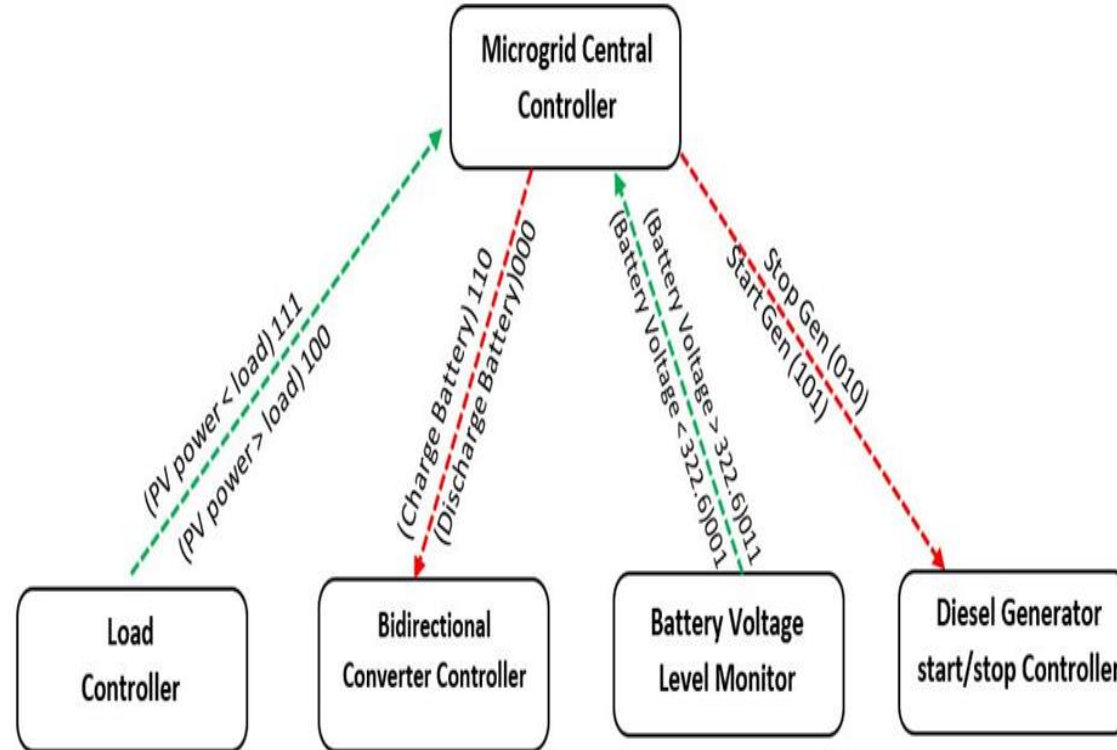 Microgrid Central
Controller
(PV power < load) 111
(PV power > load) 100
(Charge Battery) 110
(Discharge Battery)000
(Battery Voltage > 322.6)011
(Battery Voltage < 322.6)001
Stop Gen (010)
Start Gen (101)
Load
Controller
Bidirectional
Converter Controller
Battery Voltage
Level Monitor
Diesel Generator
start/stop Controller